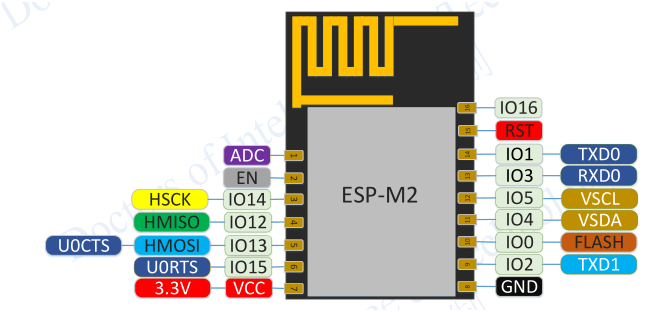 16 IO16
15 RST
ADC 1 14 IO1 TXD0
EN 2 13 IO3 RXD0
HSCK IO14 3 ESP-M2 12 IO5 VSCL
HMISO IO12 4 11 IO4 VSDA
U0CTS HMOSI IO13 5 10 IO0 FLASH
U0RTS IO15 6 9 IO2 TXD1
3.3V VCC 7 8 GND